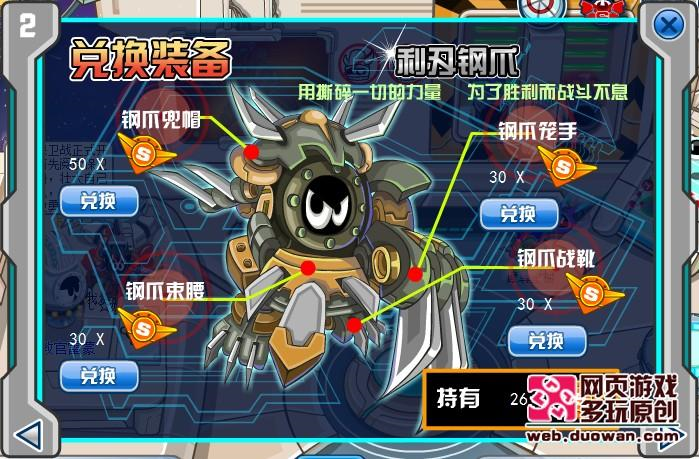 2
兑换装备
利刃钢爪
用撕碎一切的力量 为了胜利而战斗不息
钢爪兜帽
50 X
S
兑换
钢爪笼手
30 X
S
兑换
钢爪束腰
30 X
S
兑换
钢爪战靴
30 X
S
兑换
持有 26
网页游戏
多玩原创
web.duowan.com